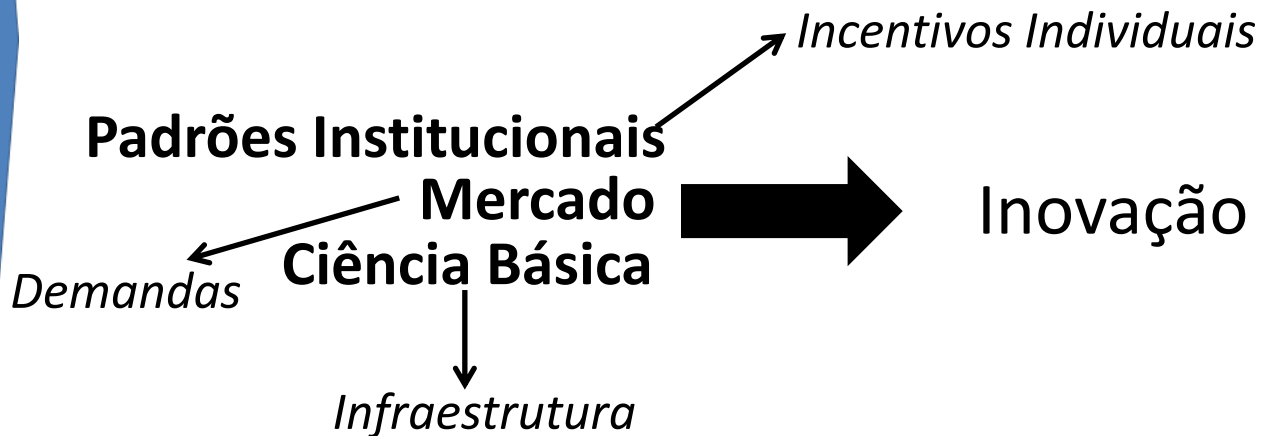 Incentivos Individuais
Padrões Institucionais
Mercado
Inovação
Ciência Básica
Demandas
Infraestrutura